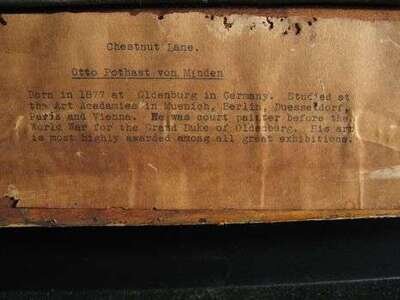 Chestnut Lane.
Otto Pothast von Minden
Born in 1877 at Oldenburg in Germany. Studied at
the Art Acedamies in Muenich, Berlin, Duesseldorf,
Paris and Vienna. He was court painter before the
World War for the Grand Duke of Oldenburg. His art
is most highly awarded among all great exhibitions.